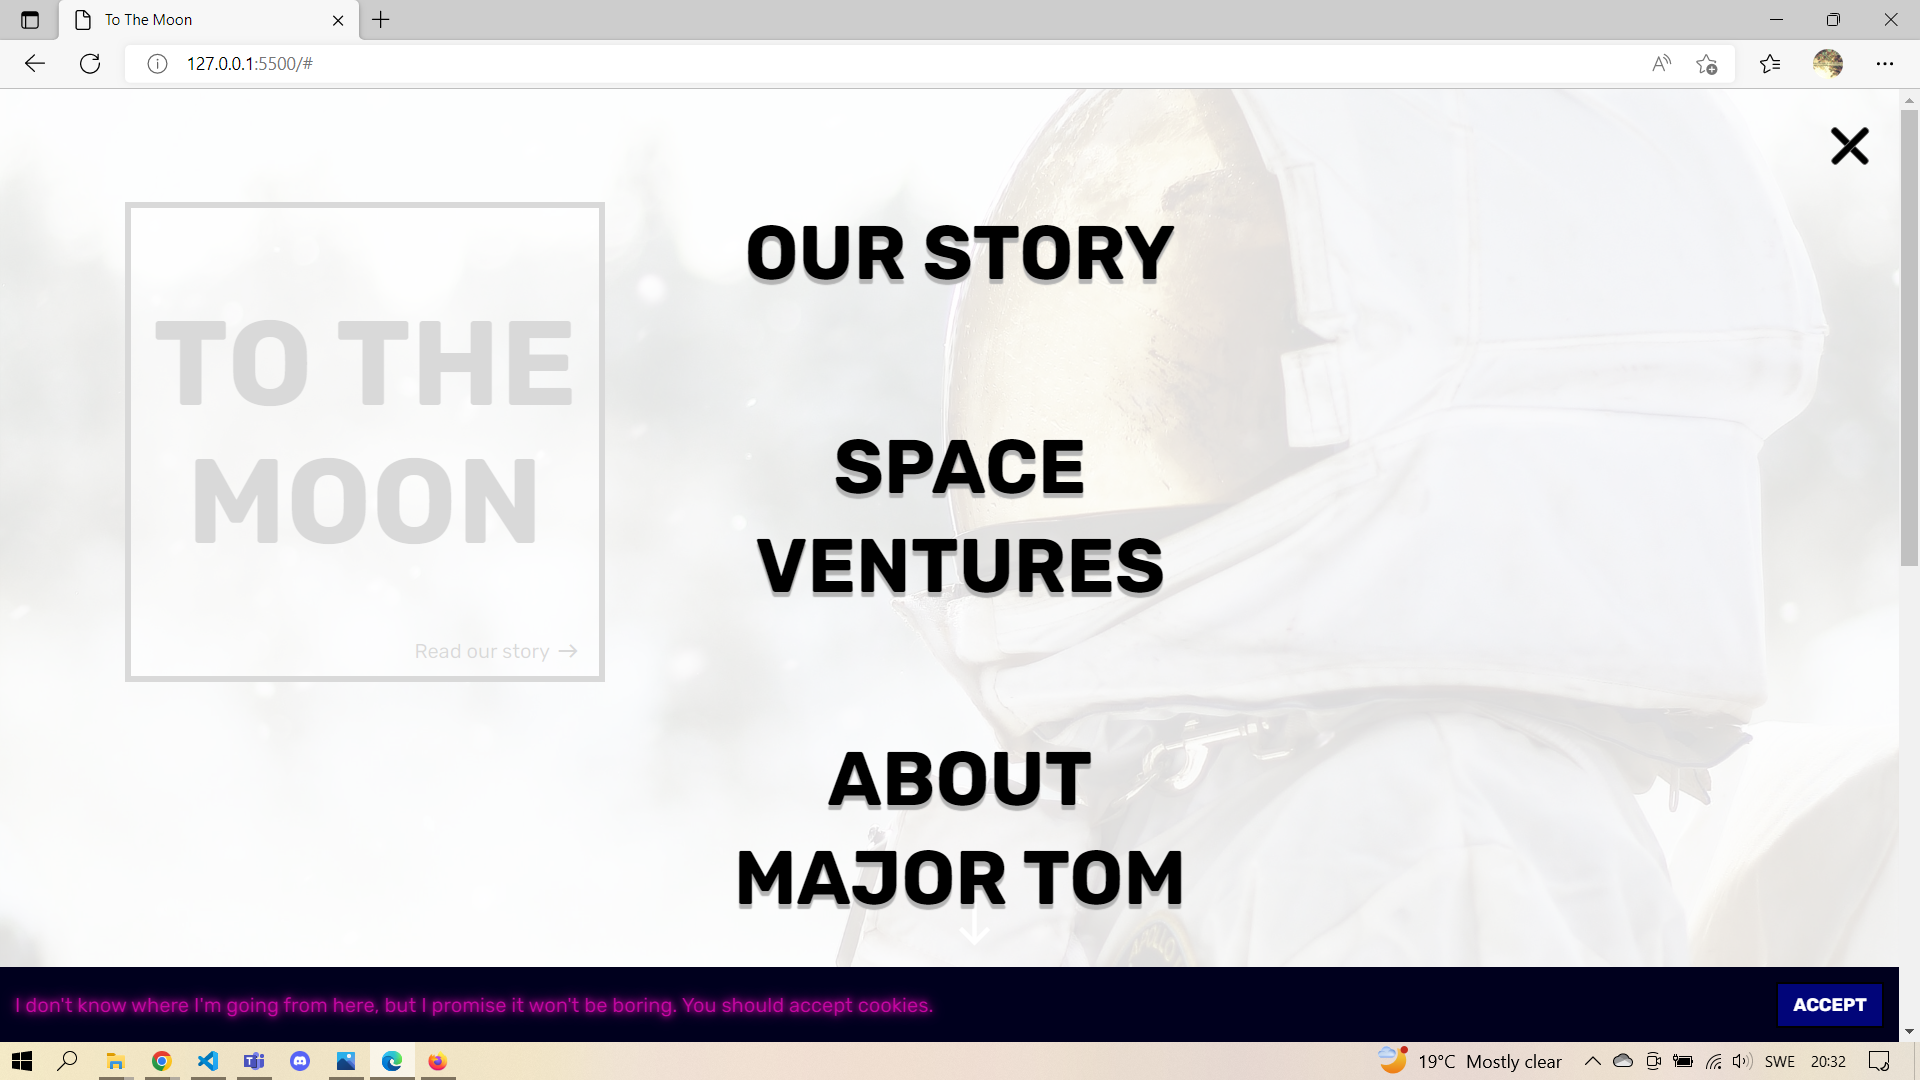 To The Moon
127.0.0.1:5500/#
OUR STORY
TO THE
MOON
SPACE
VENTURES
Read our story →
ABOUT
MAJOR TOM
I don't know where I'm going from here, but I promise it won't be boring. You should accept cookies.
ACCEPT
19°C Mostly clear
SWE
20:32